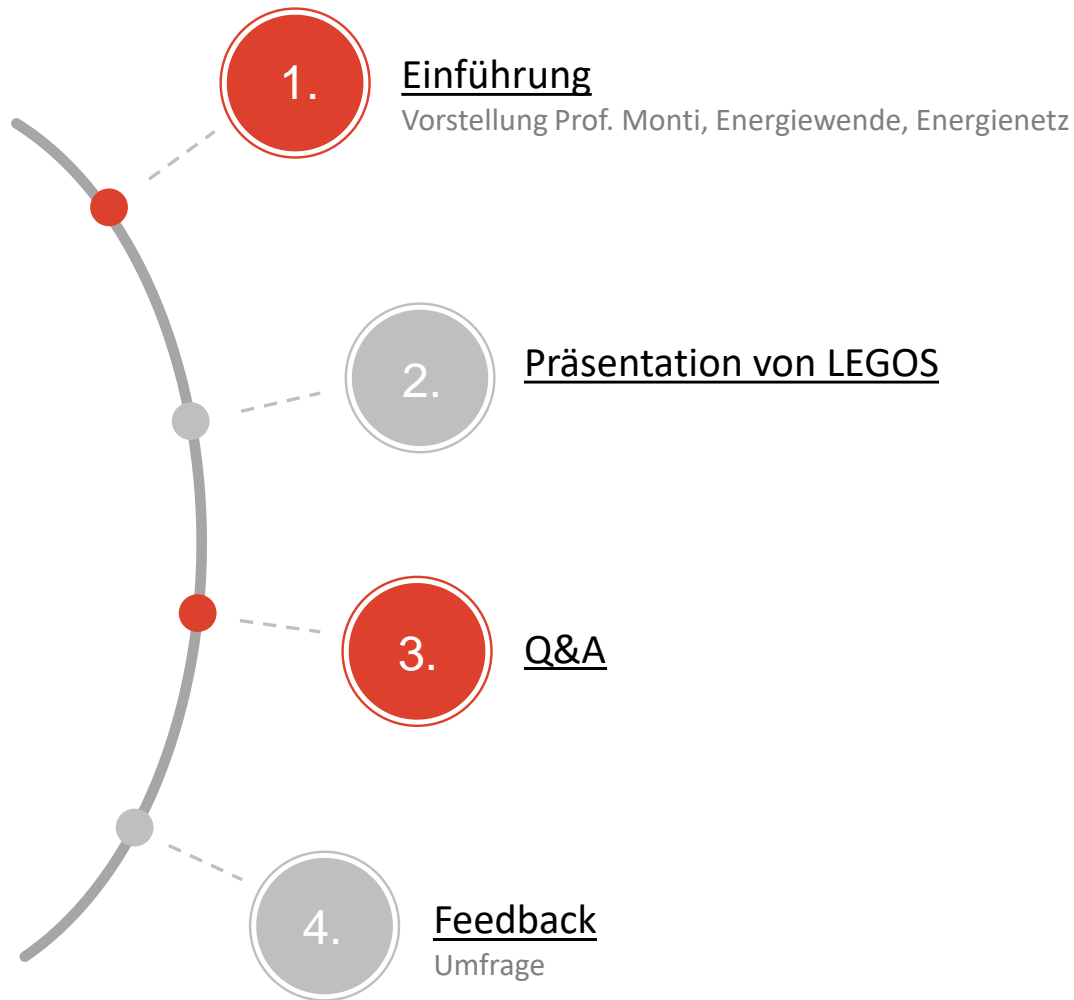 1.
Einführung
Vorstellung Prof. Monti, Energiewende, Energienetz
2.
Präsentation von LEGOS
3.
Q&A
4.
Feedback
Umfrage